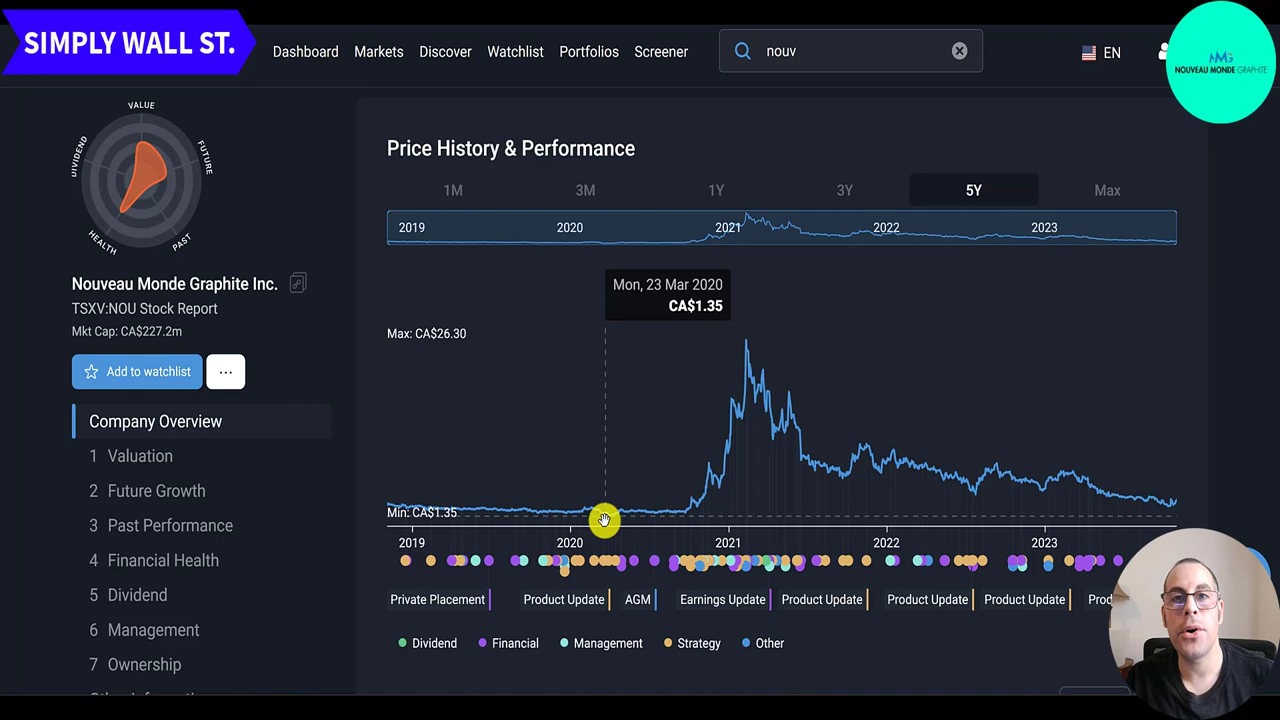 SIMPLY WALL ST.
Dashboard Markets Discover Watchlist Portfolios Screener
nouv
EN
NMG
NOUVEAU MONDE GRAPHITE
VALUE
FUTURE
PAST
HEALTH
DIVIDEND
Nouveau Monde Graphite Inc.
TSXV:NOU Stock Report
Mkt Cap: CA$227.2m
Add to watchlist
...
Company Overview
1 Valuation
2 Future Growth
3 Past Performance
4 Financial Health
5 Dividend
6 Management
7 Ownership
Price History & Performance
1M 3M 1Y 3Y 5Y Max
2019 2020 2021 2022 2023
Mon, 23 Mar 2020
CA$1.35
Max: CA$26.30
Min: CA$1.35
2019 2020 2021 2022 2023
Private Placement Product Update AGM Earnings Update Product Update Product Update Product Update Prod
Dividend Financial Management Strategy Other